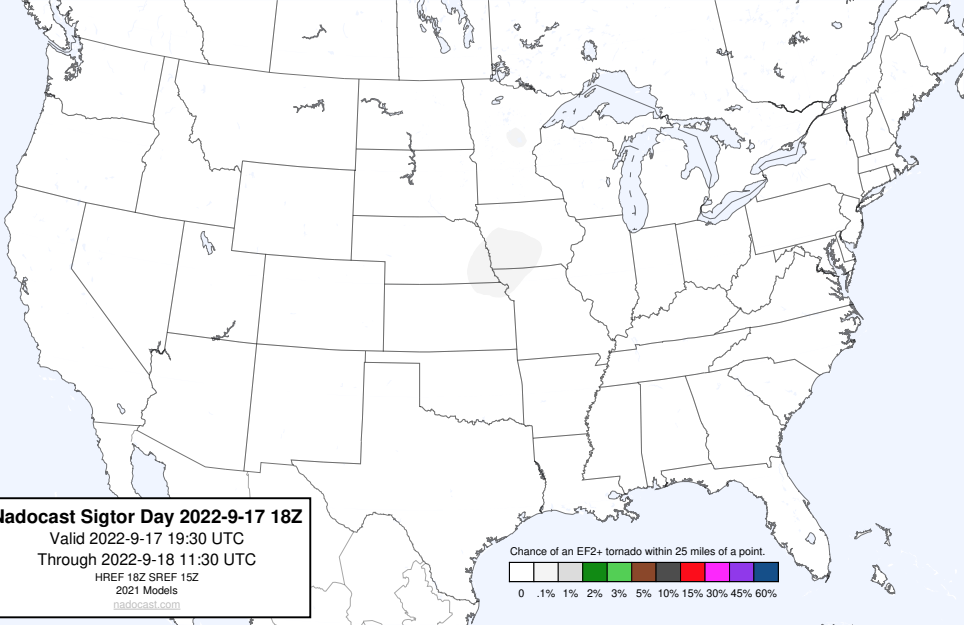 Nadocast Sigtor Day 2022-9-17 18Z
Valid 2022-9-17 19:30 UTC
Through 2022-9-18 11:30 UTC
HREF 18Z SREF 15Z
2021 Models
nadocast.com
Chance of an EF2+ tornado within 25 miles of a point.
0 .1% 1% 2% 3% 5% 10% 15% 30% 45% 60%